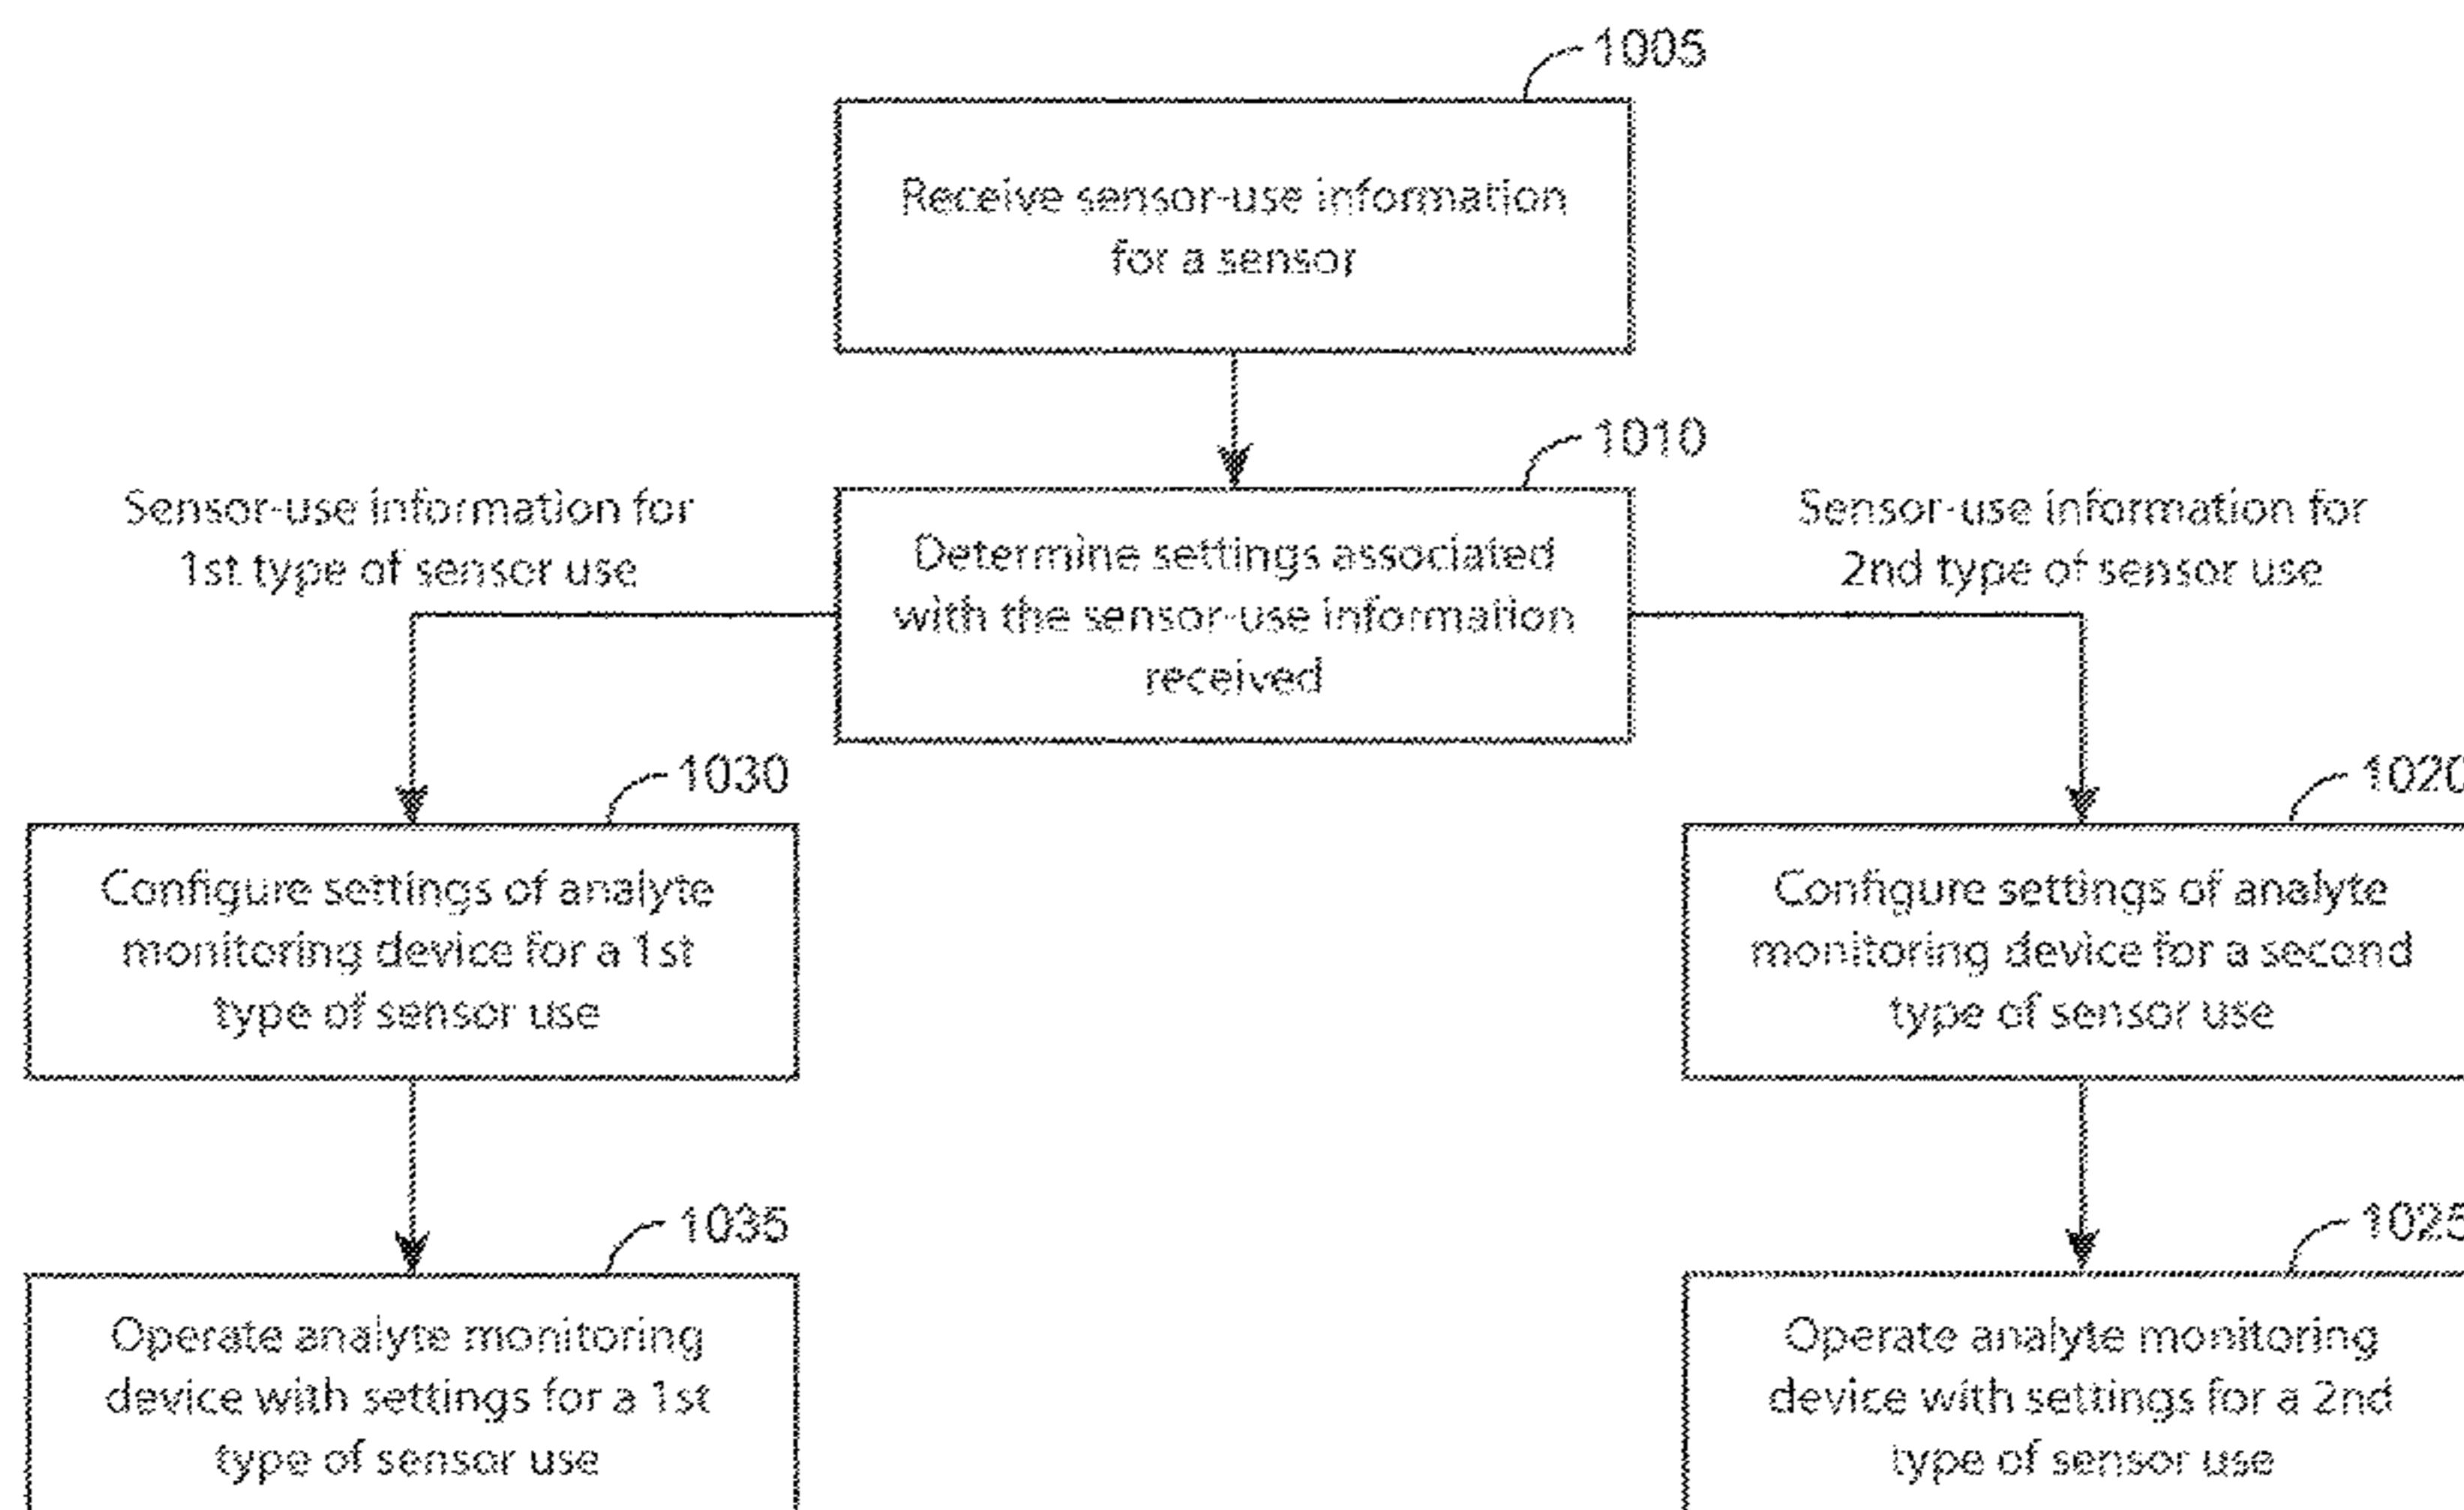 1005
Receive sensor-use information
for a sensor
1010
Sensor-use information for
1st type of sensor use
Determine settings associated
with the sensor-use information
received
Sensor-use information for
2nd type of sensor use
1030
Configure settings of analyte
monitoring device for a 1st
type of sensor use
1020
Configure settings of analyte
monitoring device for a second
type of sensor use
1035
Operate analyte monitoring
device with settings for a 1st
type of sensor use
1025
Operate analyte monitoring
device with settings for a 2nd
type of sensor use